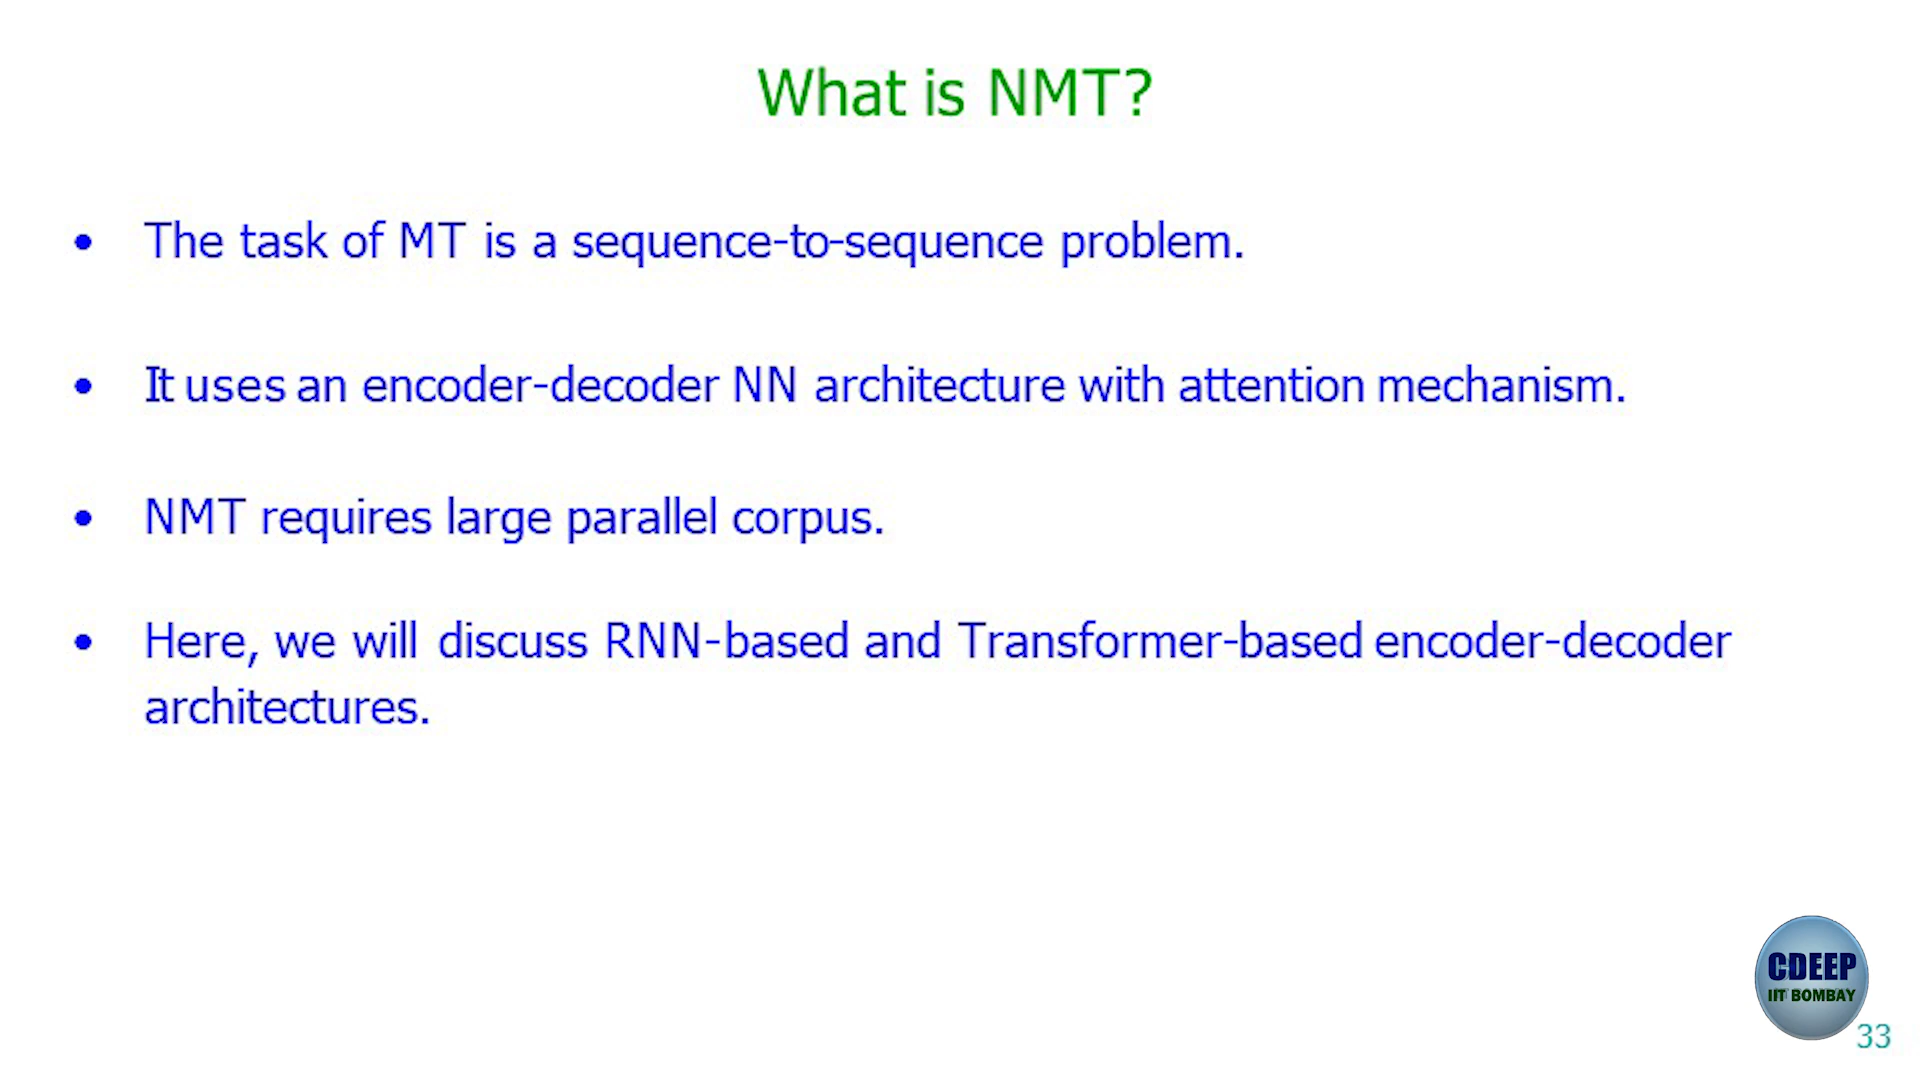 What is NMT?
• The task of MT is a sequence-to-sequence problem.
• It uses an encoder-decoder NN architecture with attention mechanism.
• NMT requires large parallel corpus.
• Here, we will discuss RNN-based and Transformer-based encoder-decoder
architectures.
CDEEP
IIT BOMBAY
33